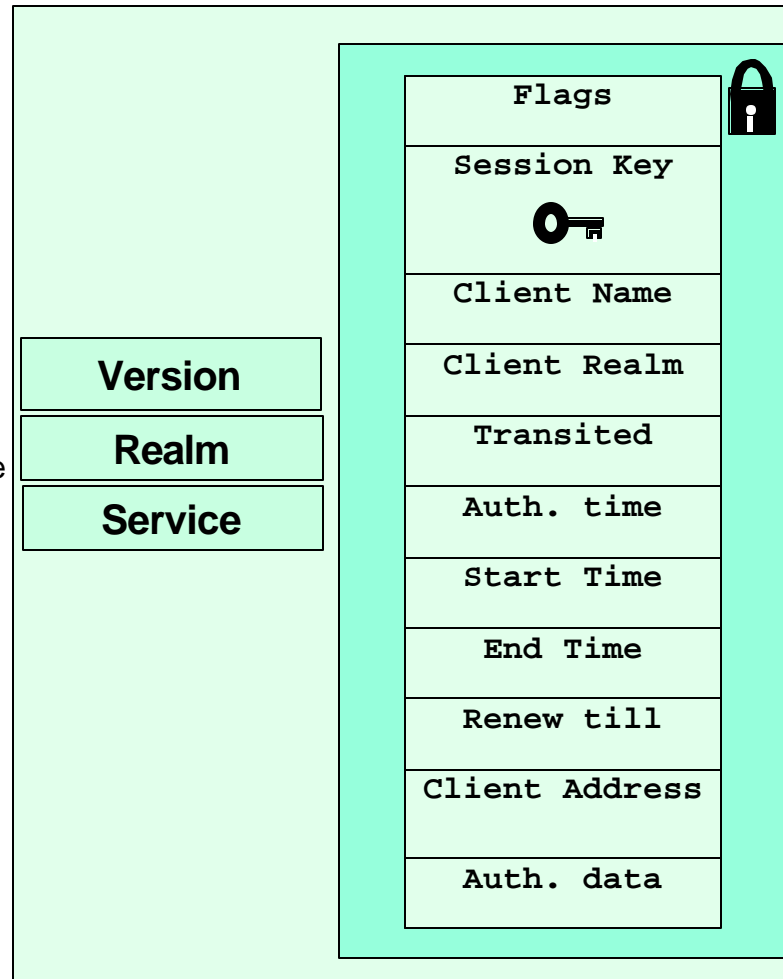 Version
Realm
Service
e
Flags
Session Key
Client Name
Client Realm
Transited
Auth. time
Start Time
End Time
Renew till
Client Address
Auth. data